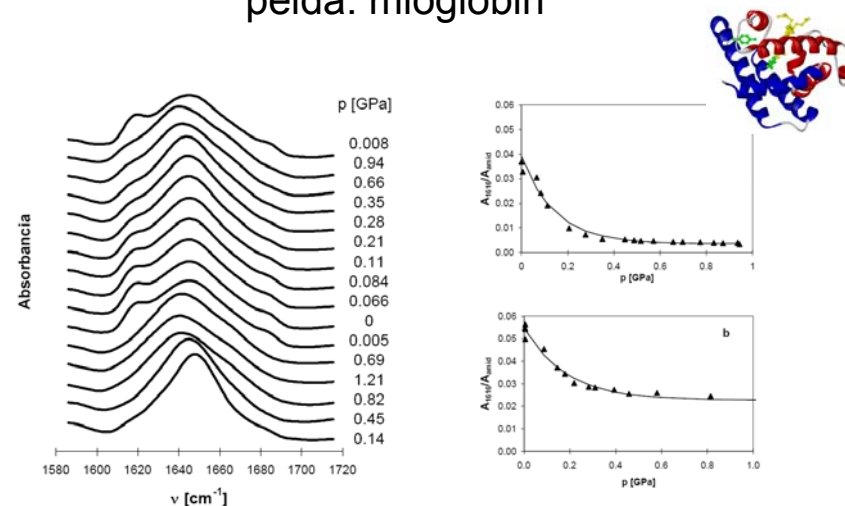 példa: mioglobin
p [GPa]
0.008
0.94
0.66
0.35
0.28
0.21
0.11
0.084
0.066
0
0.005
0.69
1.21
0.82
0.45
0.14
Absorbancia
1580 1600 1620 1640 1660 1680 1700 1720
ν [cm⁻¹]
0.06
0.05
0.04
0.03
0.02
0.01
0.00
A₁₆₁₆/Aamid
0 0.2 0.4 0.6 0.8 1
p [GPa]
b
0.06
0.05
0.04
0.03
0.02
0.01
0.00
A₁₆₁₆/Aamid
0.0 0.2 0.4 0.6 0.8 1.0
p [GPa]